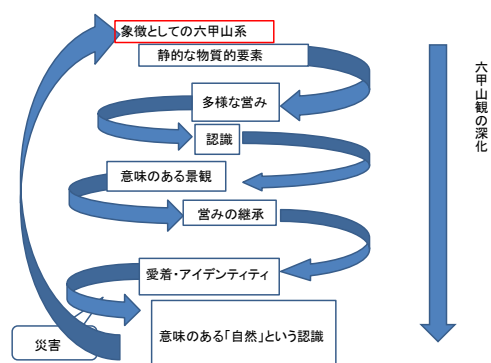 象徴としての六甲山系
静的な物質的要素
多様な営み
認識
意味のある景観
営みの継承
愛着・アイデンティティ
意味のある「自然」という認識
災害
六甲山観の深化